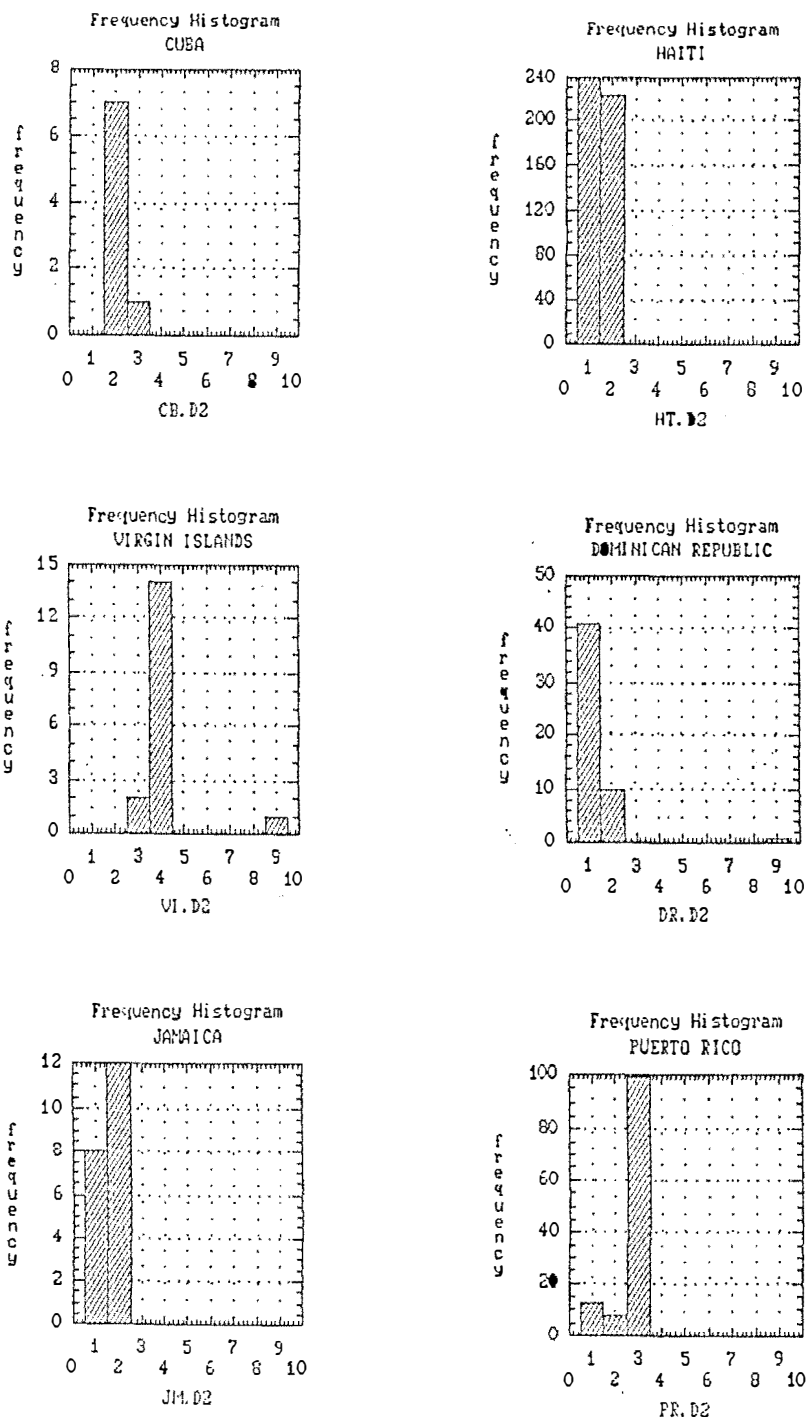 Frequency Histogram
CUBA
8
6
4
2
0
frequency
1 3 5 7 9
0 2 4 6 8 10
CB.D2
Frequency Histogram
HAITI
240
200
160
120
80
40
0
frequency
1 3 5 7 9
0 2 4 6 8 10
HT.D2
Frequency Histogram
VIRGIN ISLANDS
15
12
9
6
3
0
frequency
1 3 5 7 9
0 2 4 6 8 10
VI.D2
Frequency Histogram
DOMINICAN REPUBLIC
50
40
30
20
10
0
frequency
1 3 5 7 9
0 2 4 6 8 10
DR.D2
Frequency Histogram
JAMAICA
12
10
8
6
4
2
0
frequency
1 3 5 7 9
0 2 4 6 8 10
JM.D2
Frequency Histogram
PUERTO RICO
100
80
60
40
20
0
frequency
1 3 5 7 9
0 2 4 6 8 10
PR.D2